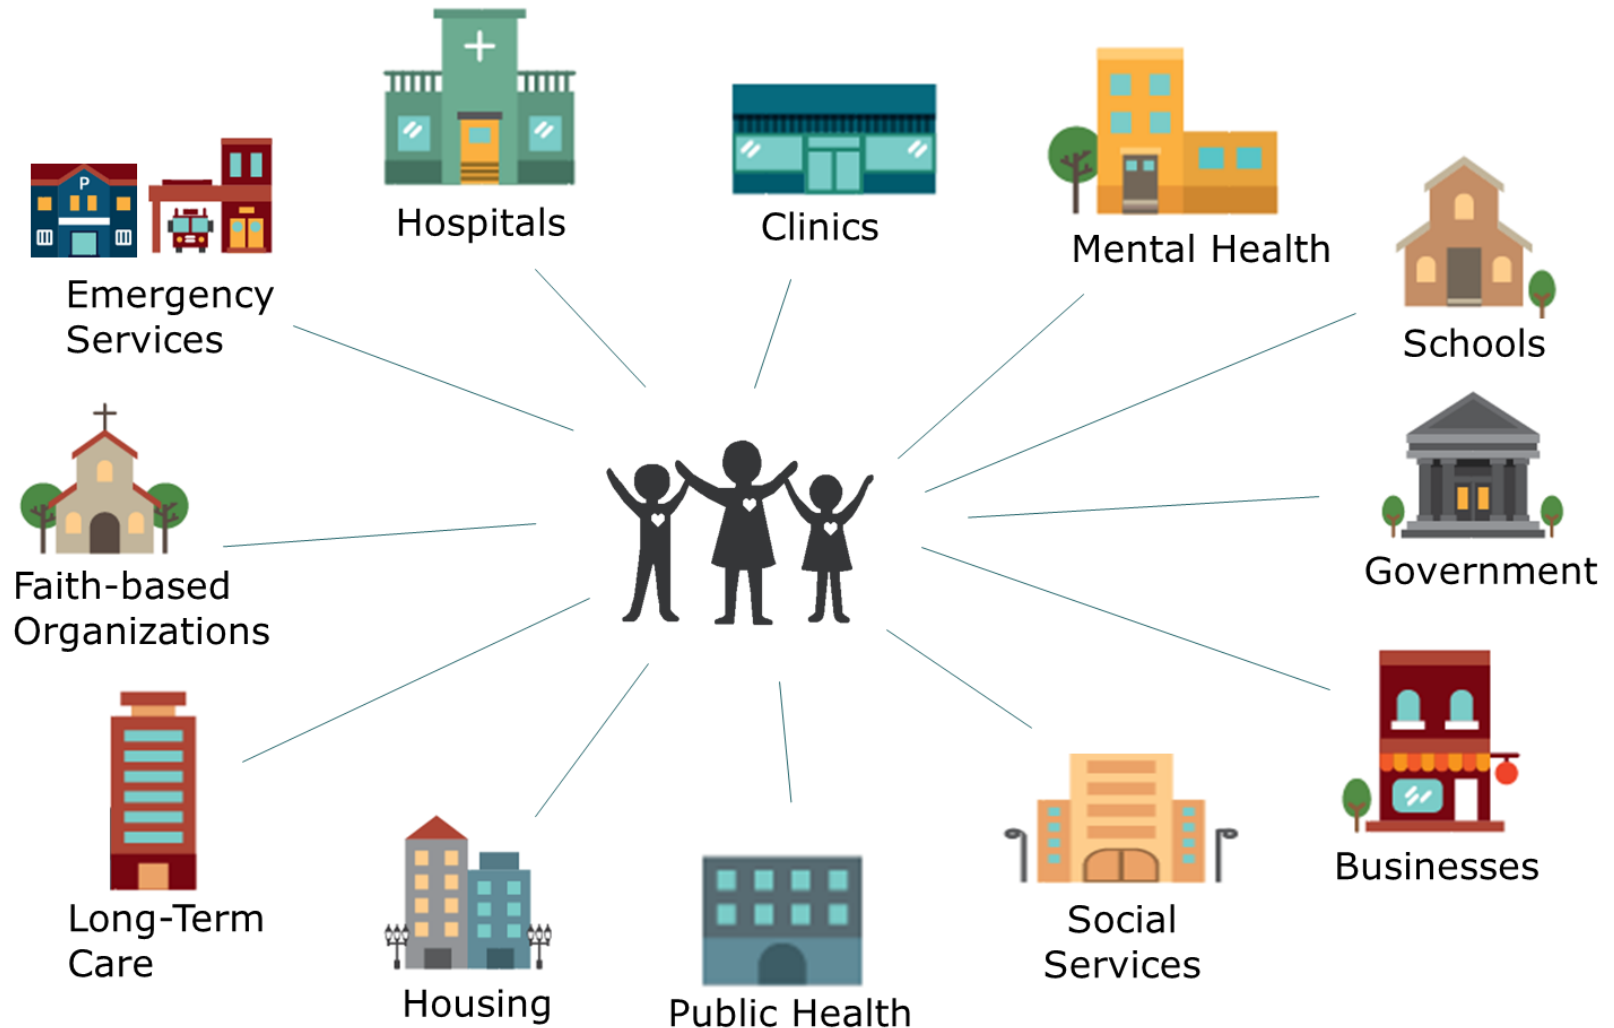 Hospitals
Clinics
Mental Health
P
Emergency
Services
Schools
Faith-based
Organizations
Government
Long-Term
Care
Businesses
Housing
Public Health
Social
Services